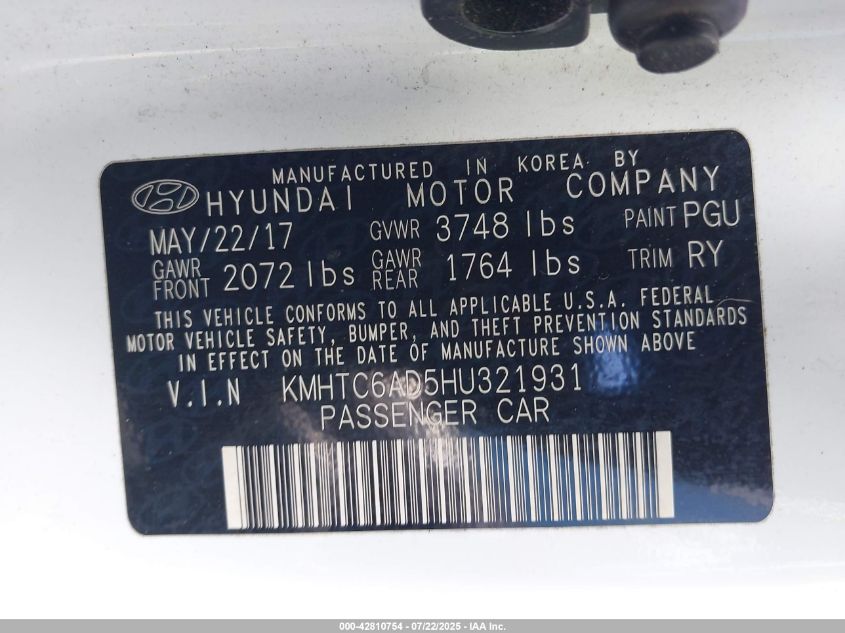 MANUFACTURED IN KOREA BY
HYUNDAI MOTOR COMPANY
MAY/22/17 GVWR 3748 lbs PAINT PGU
GAWR FRONT 2072 lbs GAWR REAR 1764 lbs TRIM RY
THIS VEHICLE CONFORMS TO ALL APPLICABLE U.S.A. FEDERAL
MOTOR VEHICLE SAFETY, BUMPER, AND THEFT PREVENTION STANDARDS
IN EFFECT ON THE DATE OF MANUFACTURE SHOWN ABOVE
V.I.N KMHTC6AD5HU321931
PASSENGER CAR
000-42810754 - 07/22/2025 - IAA Inc.